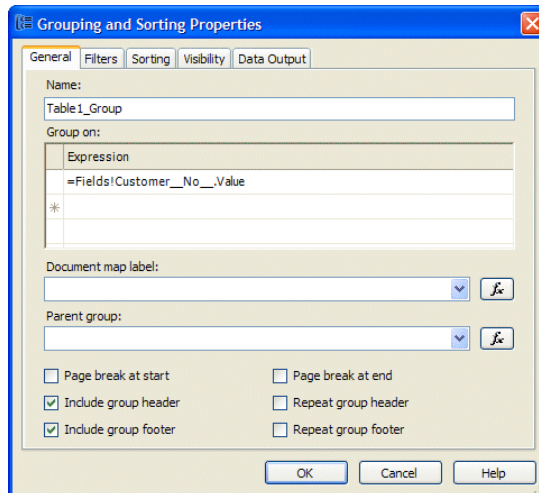 Grouping and Sorting Properties
General Filters Sorting Visibility Data Output
Name:
Table1_Group
Group on:
Expression
=Fields!Customer__No__.Value
Document map label:
fx
Parent group:
fx
Page break at start Page break at end
Include group header Repeat group header
Include group footer Repeat group footer
OK Cancel Help